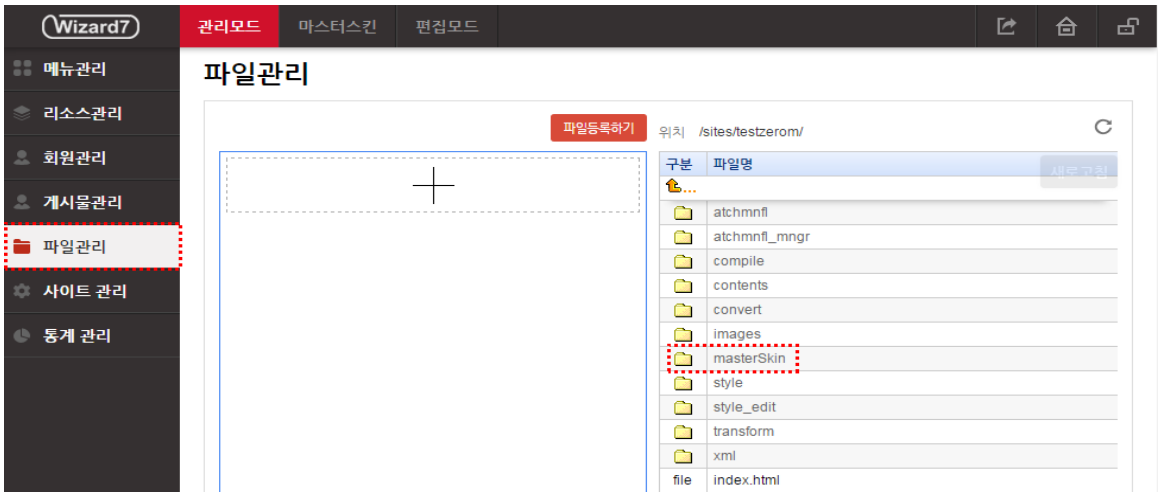 Wizard7
관리모드 마스터스킨 편집모드
메뉴관리
리소스관리
회원관리
게시물관리
파일관리
사이트 관리
통계 관리
파일관리
파일등록하기
위치 /sites/testzerom/
구분 파일명
새로고침
...
atchmnfl
atchmnfl_mngr
compile
contents
convert
images
masterSkin
style
style_edit
transform
xml
file index.html